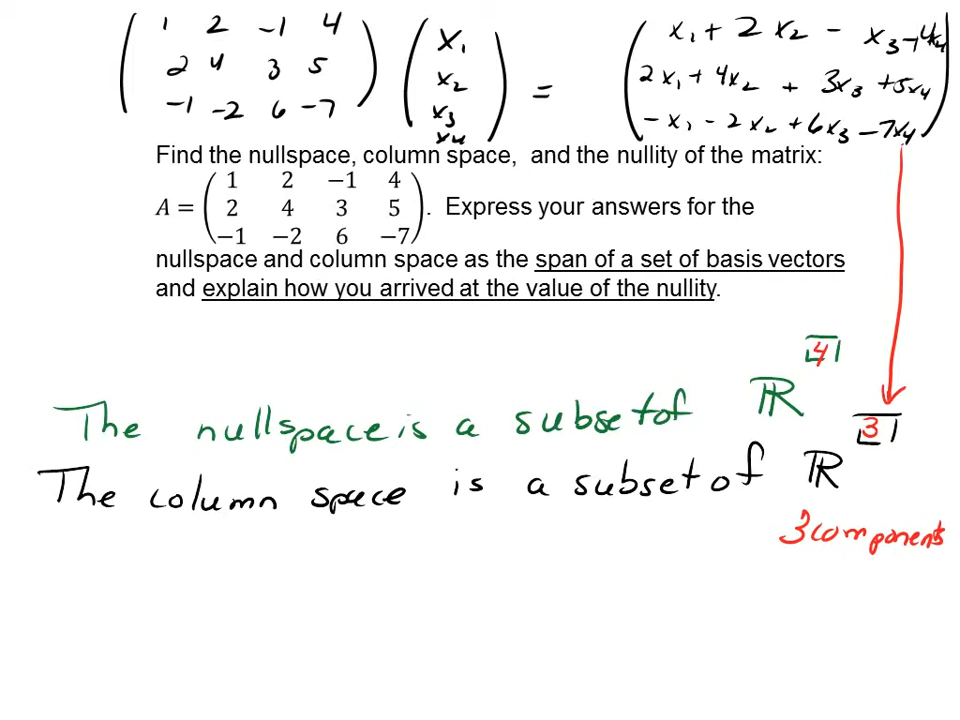 1 2 -1 4 x₁ x₁ + 2 x₂ - x₃ + 4x₄
2 4 3 5 x₂ = 2x₁ + 4x₂ + 3x₃ + 5x₄
-1 -2 6 -7 x₃ x₄ - x₁ - 2x₂ + 6x₃ - 7x₄
Find the nullspace, column space, and the nullity of the matrix:
1 2 −1 4
A = 2 4 3 5 . Express your answers for the
−1 −2 6 −7
nullspace and column space as the span of a set of basis vectors
and explain how you arrived at the value of the nullity.
The nullspace is a subset of ℝ 4
The column space is a subset of ℝ 3
3 components